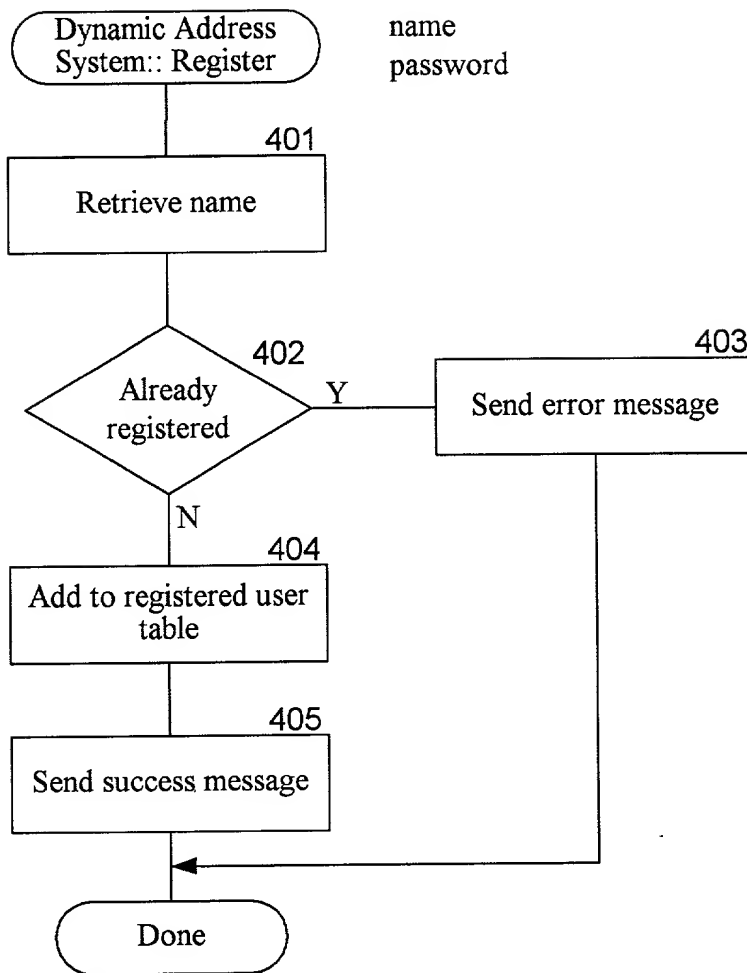 Dynamic Address
System:: Register
name
password
401
Retrieve name
402
Already
registered
Y
403
Send error message
N
404
Add to registered user
table
405
Send success message
Done